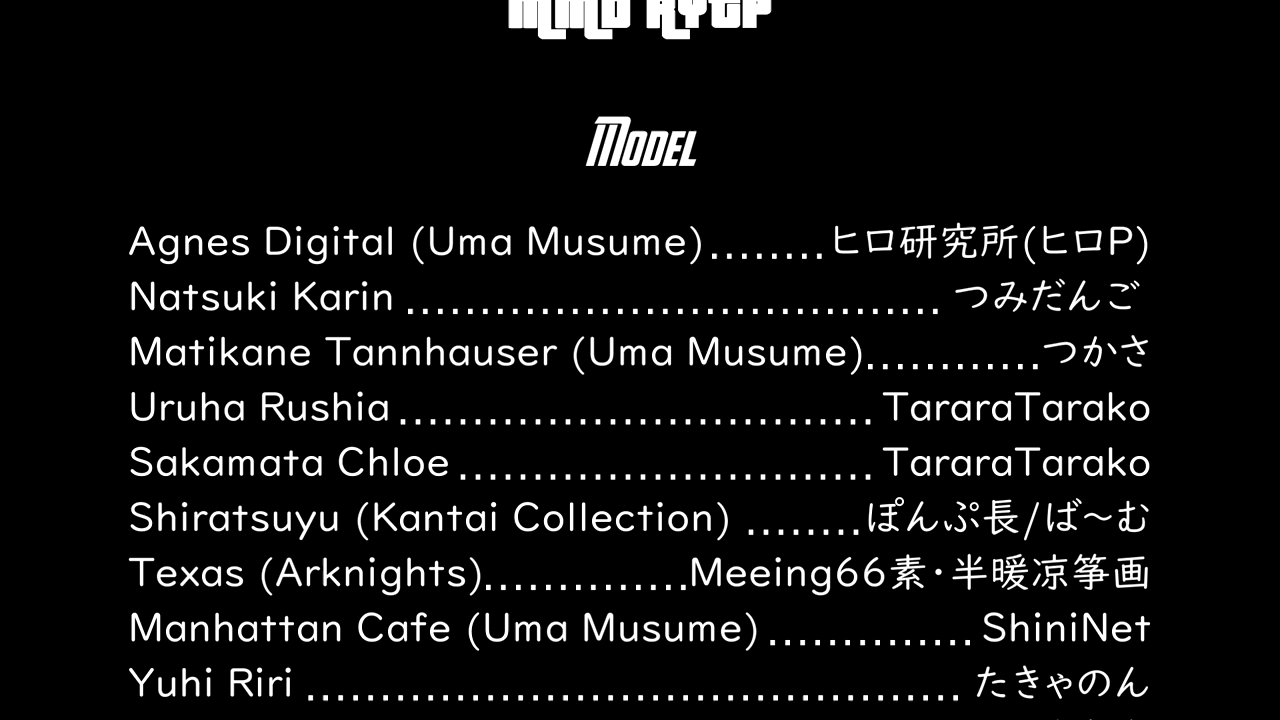 MMD RYTP
Model
Agnes Digital (Uma Musume)........ヒロ研究所(ヒロP)
Natsuki Karin .................................... つみだんご
Matikane Tannhauser (Uma Musume)............つかさ
Uruha Rushia ................................ TararaTarako
Sakamata Chloe ............................ TararaTarako
Shiratsuyu (Kantai Collection) ........ぽんぷ長/ば～む
Texas (Arknights)..............Meeing66素·半暖凉筝画
Manhattan Cafe (Uma Musume) .............. ShiniNet
Yuhi Riri ............................................ たきゃのん